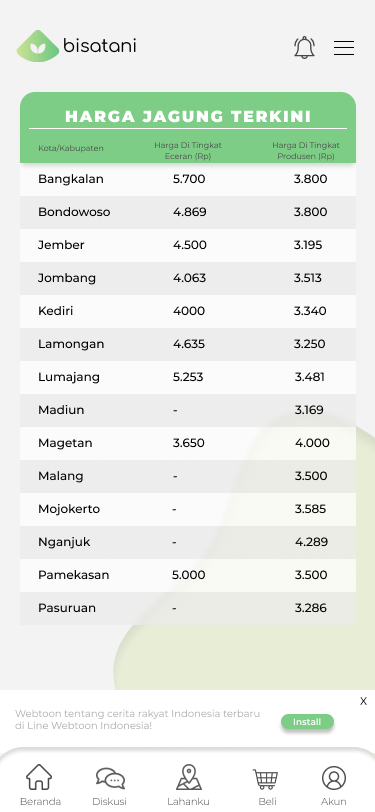 bisatani
HARGA JAGUNG TERKINI
Kota/Kabupaten Harga Di Tingkat Eceran (Rp) Harga Di Tingkat Produsen (Rp)
Bangkalan 5.700 3.800
Bondowoso 4.869 3.800
Jember 4.500 3.195
Jombang 4.063 3.513
Kediri 4000 3.340
Lamongan 4.635 3.250
Lumajang 5.253 3.481
Madiun - 3.169
Magetan 3.650 4.000
Malang - 3.500
Mojokerto - 3.585
Nganjuk - 4.289
Pamekasan 5.000 3.500
Pasuruan - 3.286
X
Webtoon tentang cerita rakyat Indonesia terbaru
di Line Webtoon Indonesia!
Install
Beranda Diskusi Lahanku Beli Akun